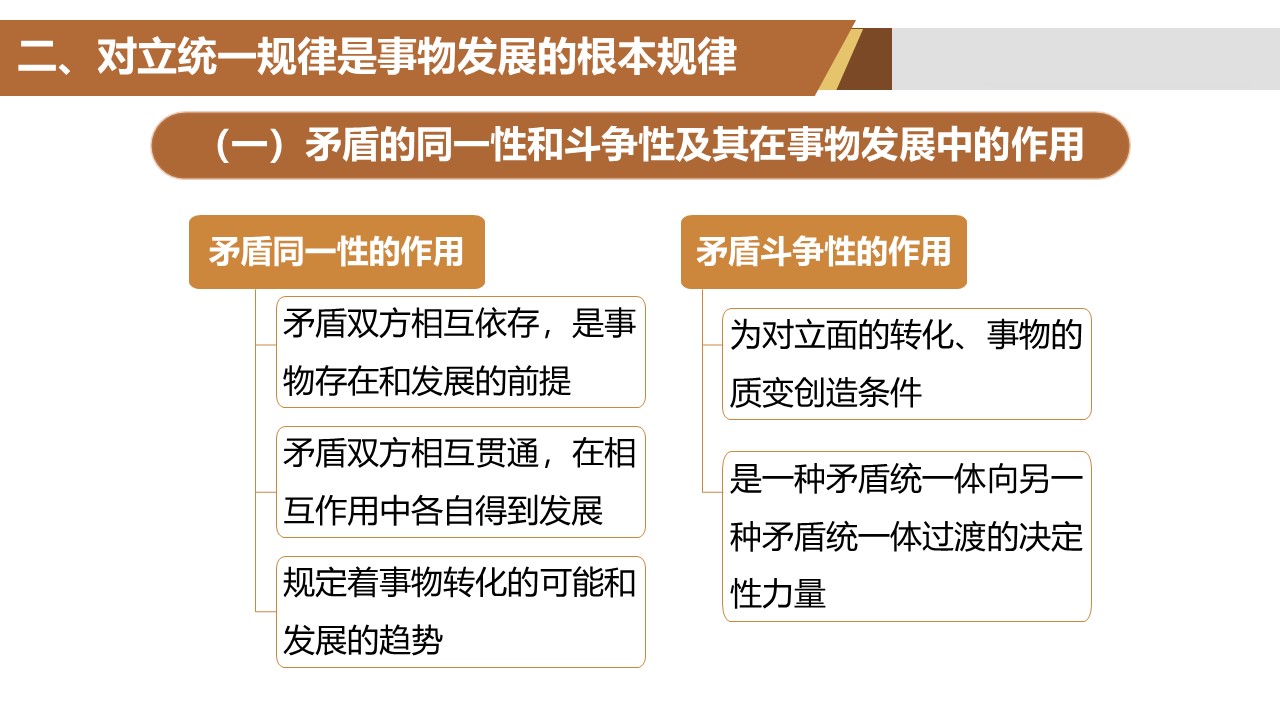 二、对立统一规律是事物发展的根本规律
（一）矛盾的同一性和斗争性及其在事物发展中的作用
矛盾同一性的作用
矛盾双方相互依存，是事
物存在和发展的前提
矛盾双方相互贯通，在相
互作用中各自得到发展
规定着事物转化的可能和
发展的趋势
矛盾斗争性的作用
为对立面的转化、事物的
质变创造条件
是一种矛盾统一体向另一
种矛盾统一体过渡的决定
性力量